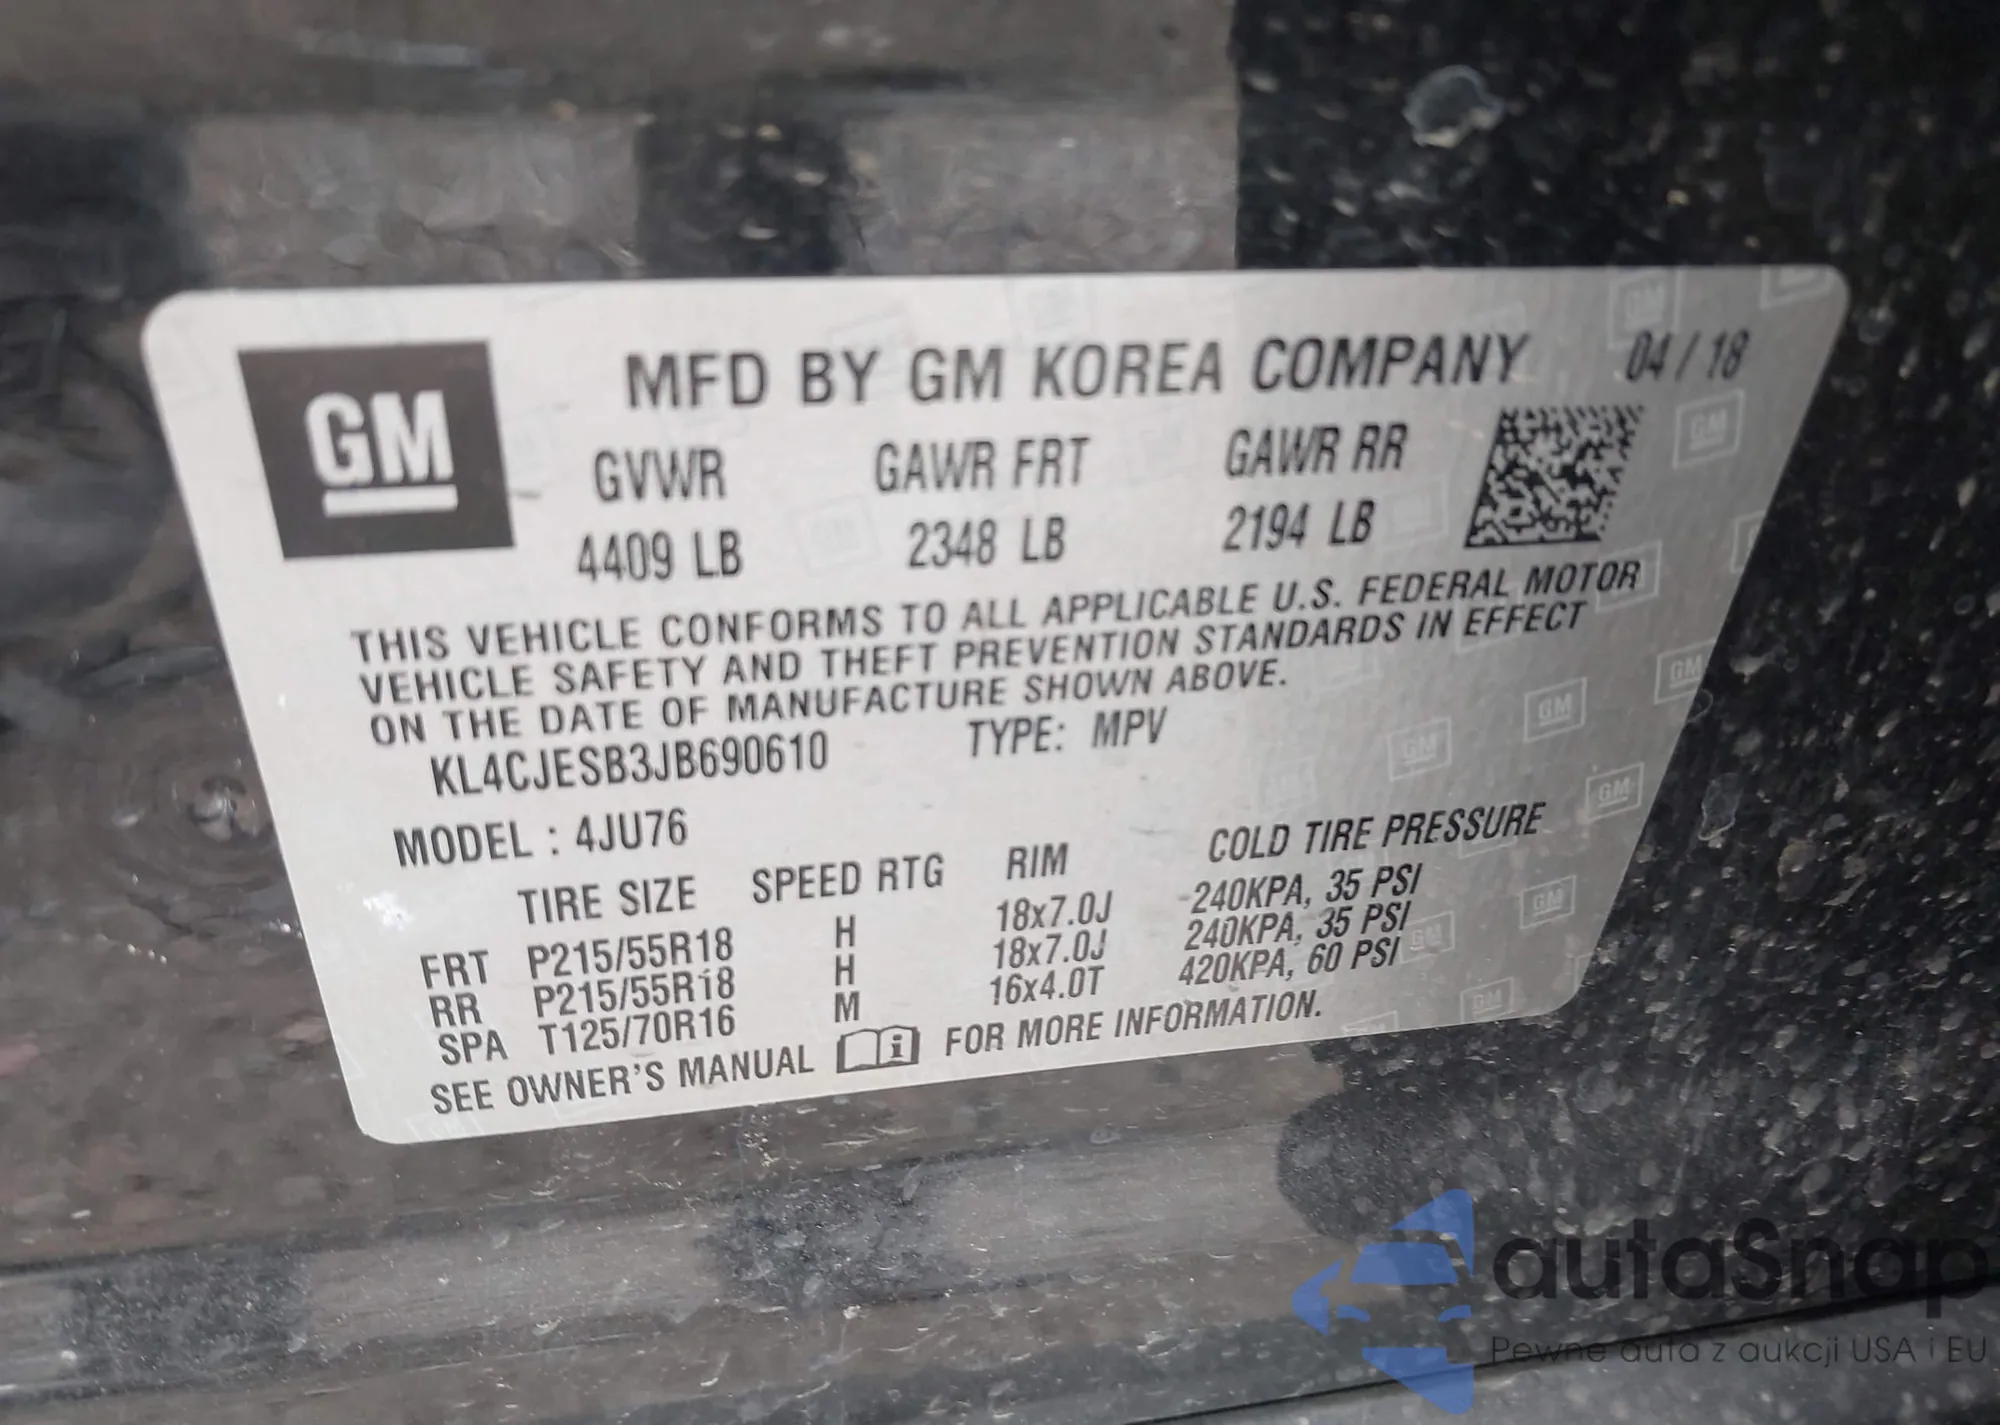 GM
MFD BY GM KOREA COMPANY 04/18
GVWR GAWR FRT GAWR RR
4409 LB 2348 LB 2194 LB
THIS VEHICLE CONFORMS TO ALL APPLICABLE U.S. FEDERAL MOTOR
VEHICLE SAFETY AND THEFT PREVENTION STANDARDS IN EFFECT
ON THE DATE OF MANUFACTURE SHOWN ABOVE.
KL4CJESB3JB690610 TYPE: MPV
MODEL : 4JU76
TIRE SIZE SPEED RTG RIM COLD TIRE PRESSURE
FRT P215/55R18 H 18x7.0J 240KPA, 35 PSI
RR P215/55R18 H 18x7.0J 240KPA, 35 PSI
SPA T125/70R16 M 16x4.0T 420KPA, 60 PSI
SEE OWNER'S MANUAL i FOR MORE INFORMATION.
autaSnap
Pewne auta z aukcji USA i EU